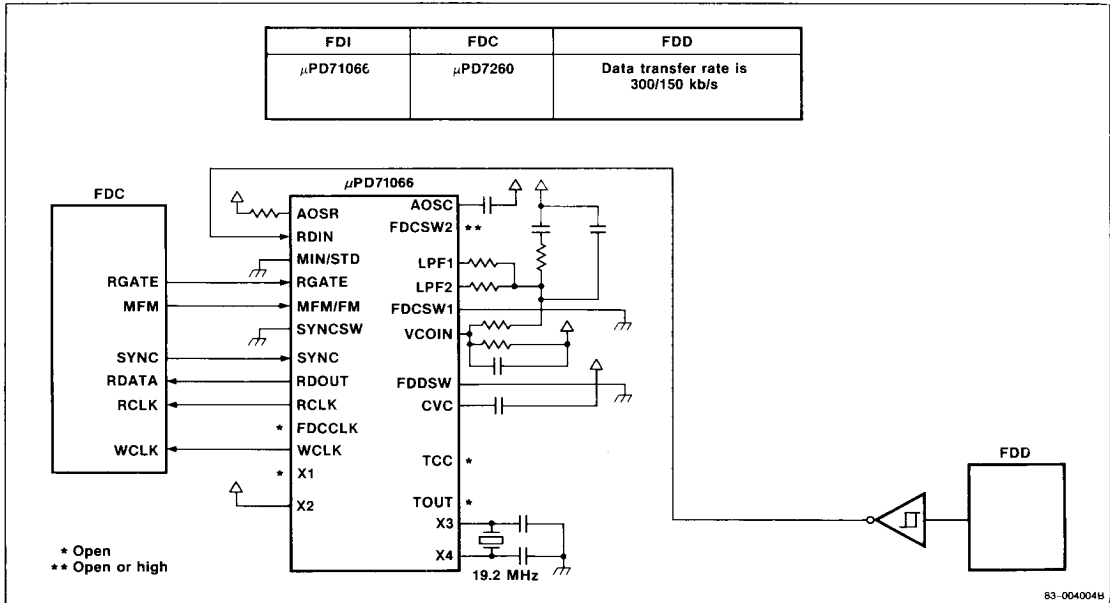 FDI FDC FDD
μPD71066 μPD7260 Data transfer rate is
300/150 kb/s
μPD71066
FDC
AOSR
RDIN
MIN/STD
RGATE
MFM/FM
SYNCSW
SYNC
RDOUT
RCLK
FDCCLK
WCLK
X1
X2
AOSC
FDCSW2 **
LPF1
LPF2
FDCSW1
VCOIN
FDDSW
CVC
TCC *
TOUT *
X3
X4
19.2 MHz
RGATE
MFM
SYNC
RDATA
RCLK
*
WCLK
*
FDD
* Open
** Open or high
83-004004B